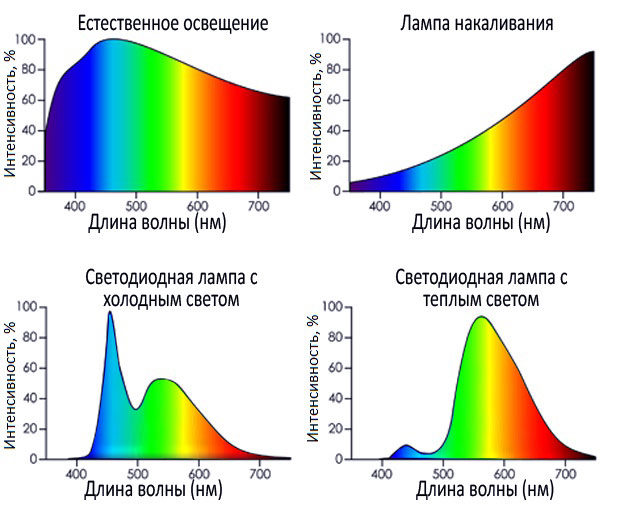 Естественное освещение
Интенсивность, %
100
80
60
40
20
0
400 500 600 700
Длина волны (нм)
Лампа накаливания
Интенсивность, %
100
80
60
40
20
0
400 500 600 700
Длина волны (нм)
Светодиодная лампа с
холодным светом
Интенсивность, %
100
80
60
40
20
0
400 500 600 700
Длина волны (нм)
Светодиодная лампа с
теплым светом
Интенсивность, %
100
80
60
40
20
0
400 500 600 700
Длина волны (нм)